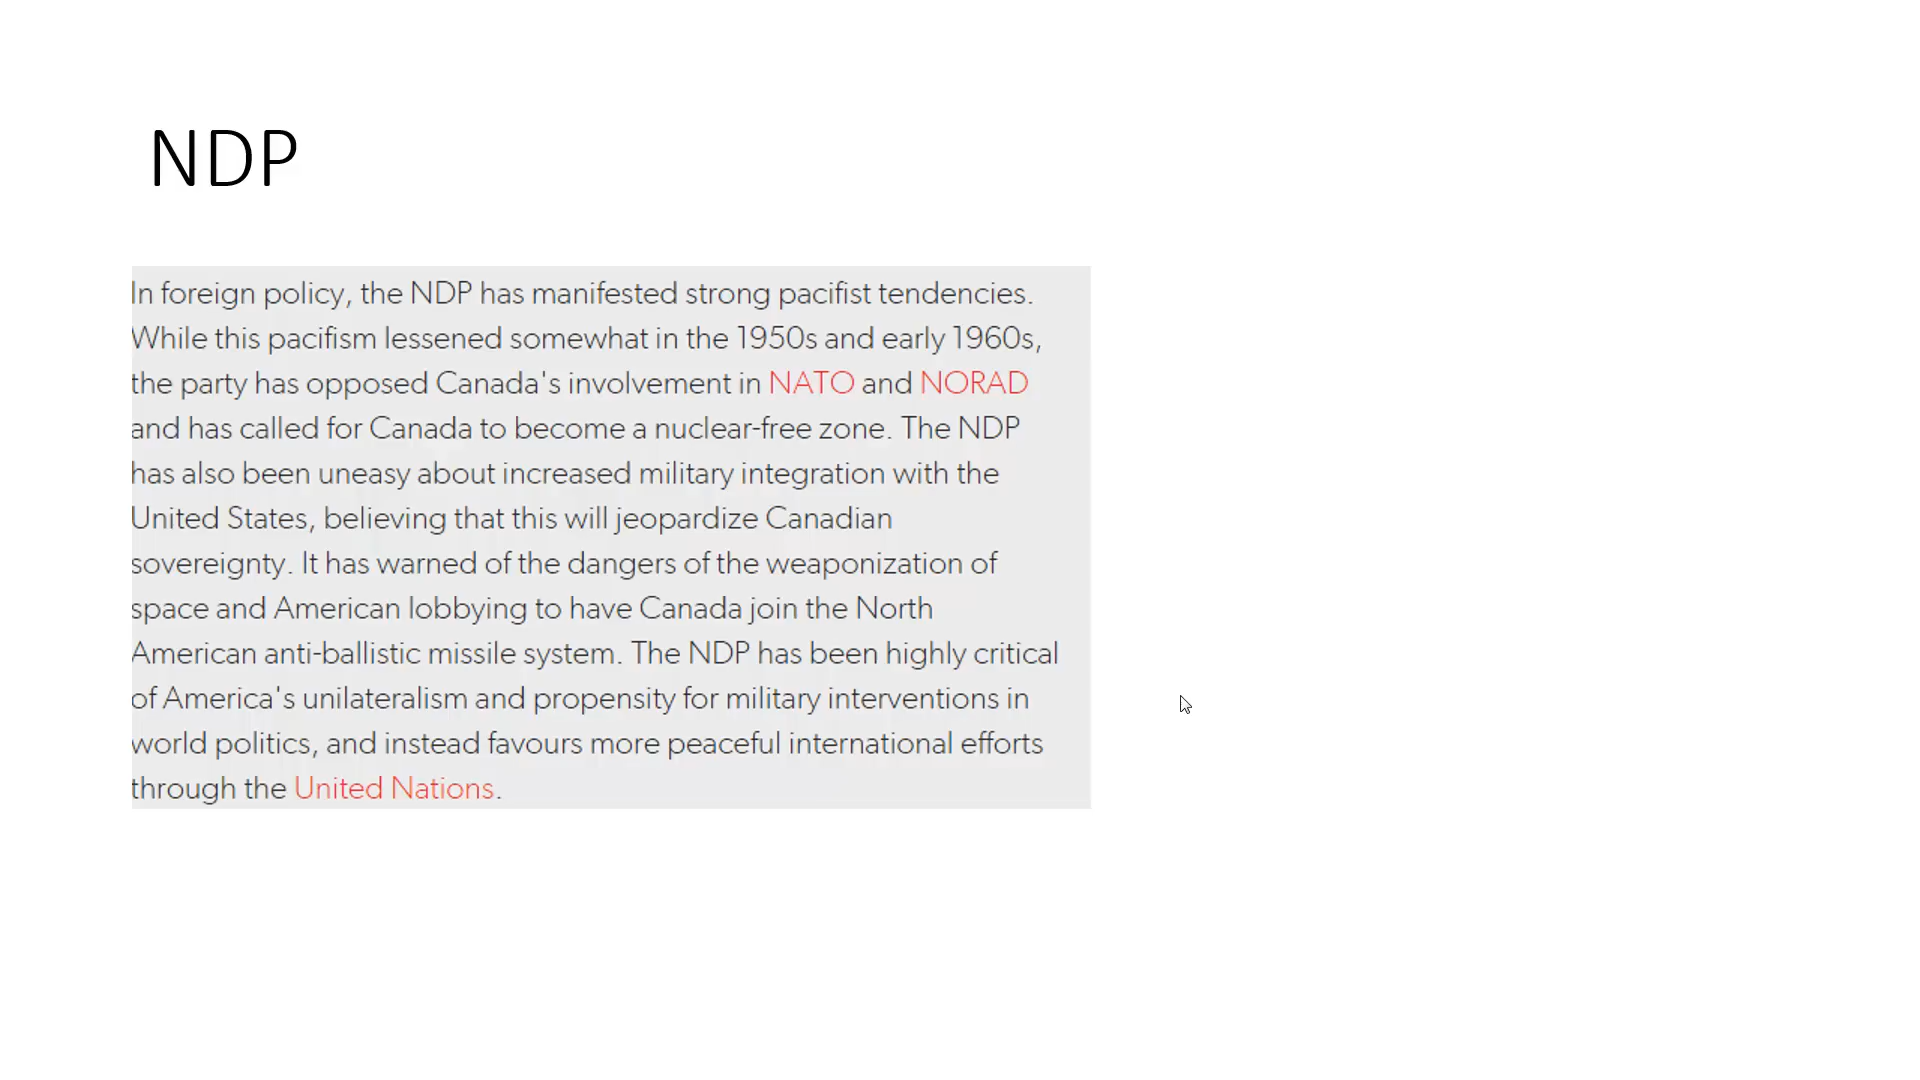 NDP
In foreign policy, the NDP has manifested strong pacifist tendencies.
While this pacifism lessened somewhat in the 1950s and early 1960s,
the party has opposed Canada's involvement in NATO and NORAD
and has called for Canada to become a nuclear-free zone. The NDP
has also been uneasy about increased military integration with the
United States, believing that this will jeopardize Canadian
sovereignty. It has warned of the dangers of the weaponization of
space and American lobbying to have Canada join the North
American anti-ballistic missile system. The NDP has been highly critical
of America's unilateralism and propensity for military interventions in
world politics, and instead favours more peaceful international efforts
through the United Nations.